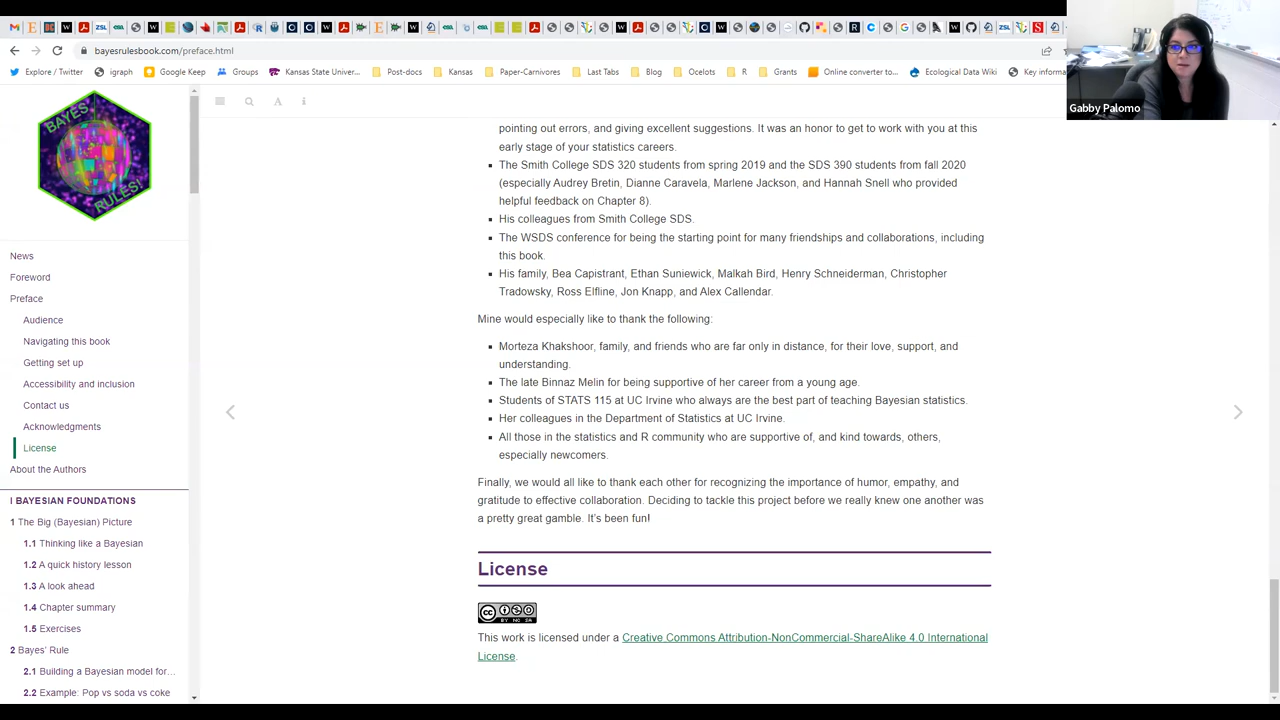 bayesrulesbook.com/preface.html
Explore / Twitter
igraph
Google Keep
Groups
Kansas State Univer...
Post-docs
Kansas
Paper-Carnivores
Last Tabs
Blog
Ocelots
R
Grants
Online converter to...
Ecological Data Wiki
Key informa
Gabby Palomo
BAYES
RULES!
News
Foreword
Preface
Audience
Navigating this book
Getting set up
Accessibility and inclusion
Contact us
Acknowledgments
License
About the Authors
I BAYESIAN FOUNDATIONS
1 The Big (Bayesian) Picture
1.1 Thinking like a Bayesian
1.2 A quick history lesson
1.3 A look ahead
1.4 Chapter summary
1.5 Exercises
2 Bayes' Rule
2.1 Building a Bayesian model for...
2.2 Example: Pop vs soda vs coke
pointing out errors, and giving excellent suggestions. It was an honor to get to work with you at this
early stage of your statistics careers.
The Smith College SDS 320 students from spring 2019 and the SDS 390 students from fall 2020
(especially Audrey Bretin, Dianne Caravela, Marlene Jackson, and Hannah Snell who provided
helpful feedback on Chapter 8).
His colleagues from Smith College SDS.
The WSDS conference for being the starting point for many friendships and collaborations, including
this book.
His family, Bea Capistrant, Ethan Suniewick, Malkah Bird, Henry Schneiderman, Christopher
Tradowsky, Ross Elfline, Jon Knapp, and Alex Callendar.
Mine would especially like to thank the following:
Morteza Khakshoor, family, and friends who are far only in distance, for their love, support, and
understanding.
The late Binnaz Melin for being supportive of her career from a young age.
Students of STATS 115 at UC Irvine who always are the best part of teaching Bayesian statistics.
Her colleagues in the Department of Statistics at UC Irvine.
All those in the statistics and R community who are supportive of, and kind towards, others,
especially newcomers.
Finally, we would all like to thank each other for recognizing the importance of humor, empathy, and
gratitude to effective collaboration. Deciding to tackle this project before we really knew one another was
a pretty great gamble. It's been fun!
License
CC BY NC SA
This work is licensed under a Creative Commons Attribution-NonCommercial-ShareAlike 4.0 International
License.